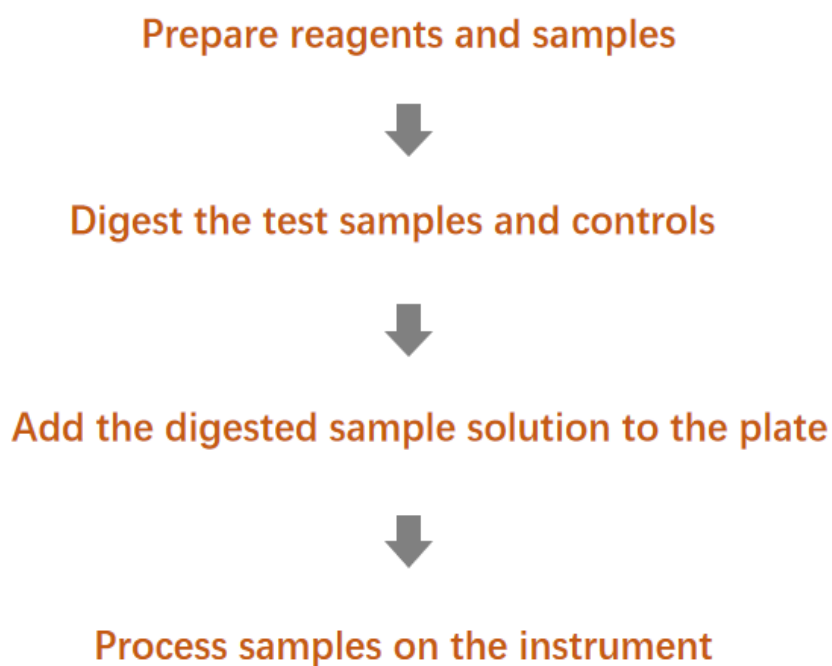 Prepare reagents and samples
Digest the test samples and controls
Add the digested sample solution to the plate
Process samples on the instrument